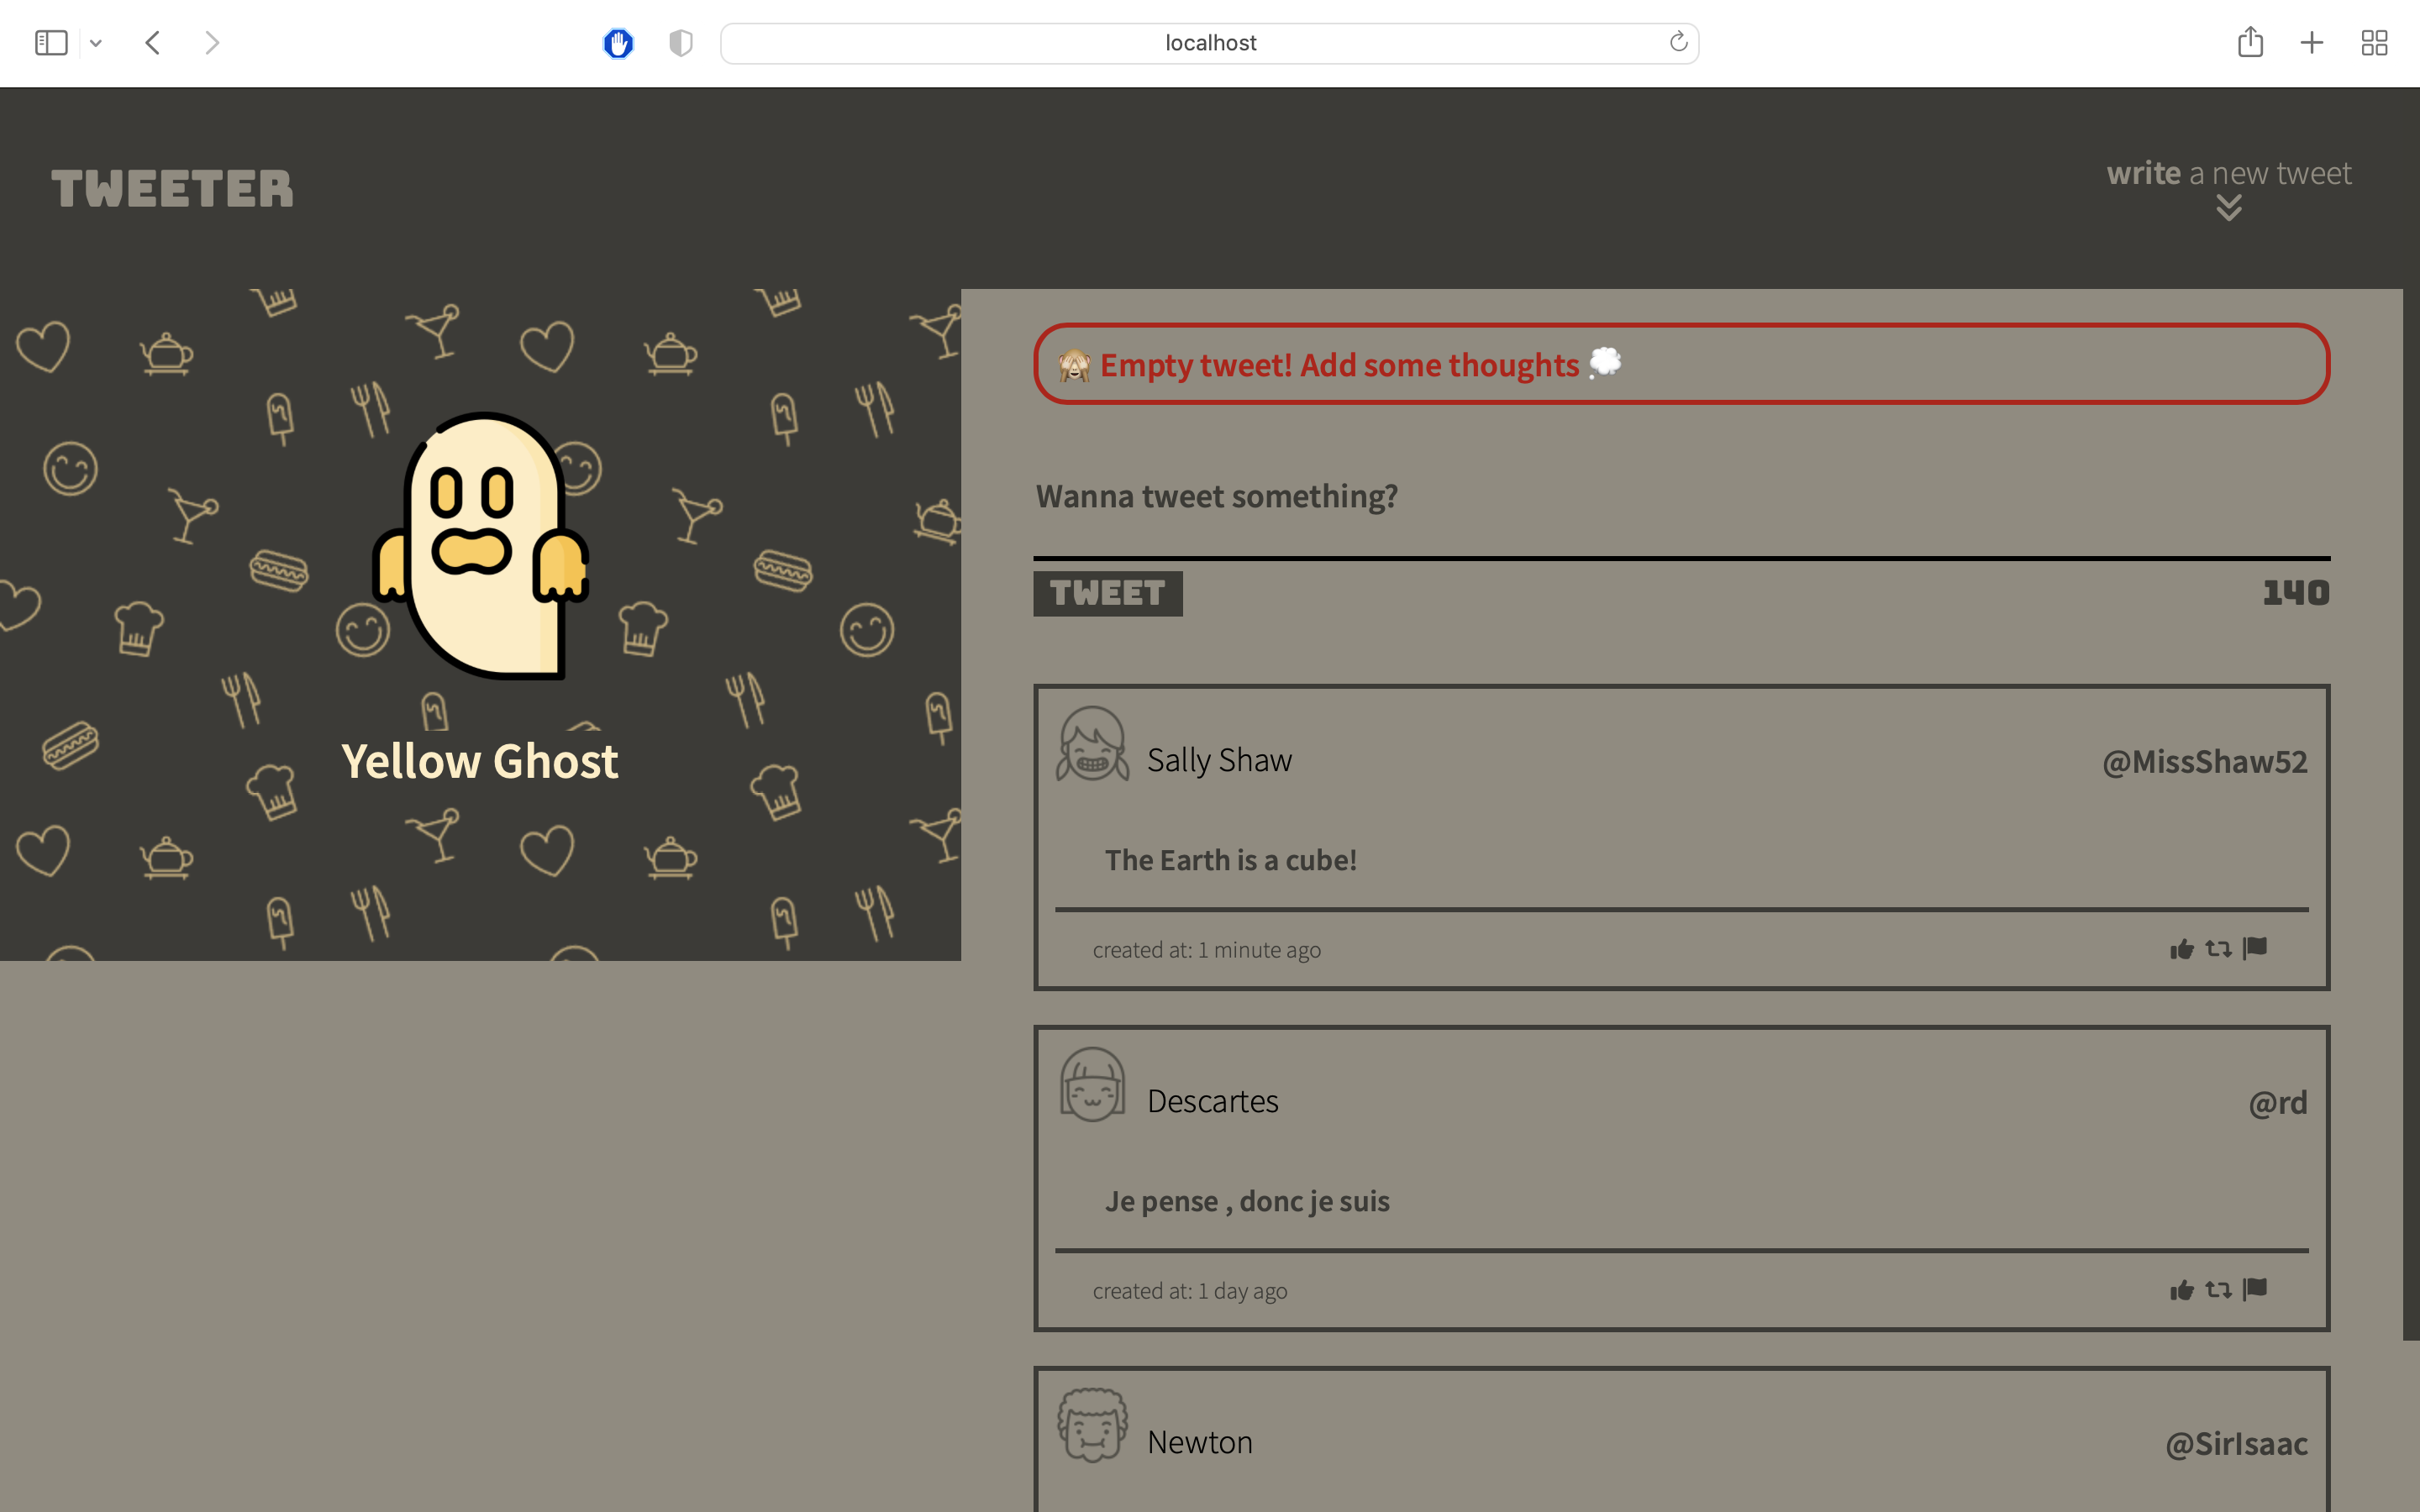 localhost
TWEETER
write a new tweet
Yellow Ghost
🙈 Empty tweet! Add some thoughts 💭
Wanna tweet something?
TWEET
140
Sally Shaw
@MissShaw52
The Earth is a cube!
created at: 1 minute ago
Descartes
@rd
Je pense , donc je suis
created at: 1 day ago
Newton
@SirIsaac